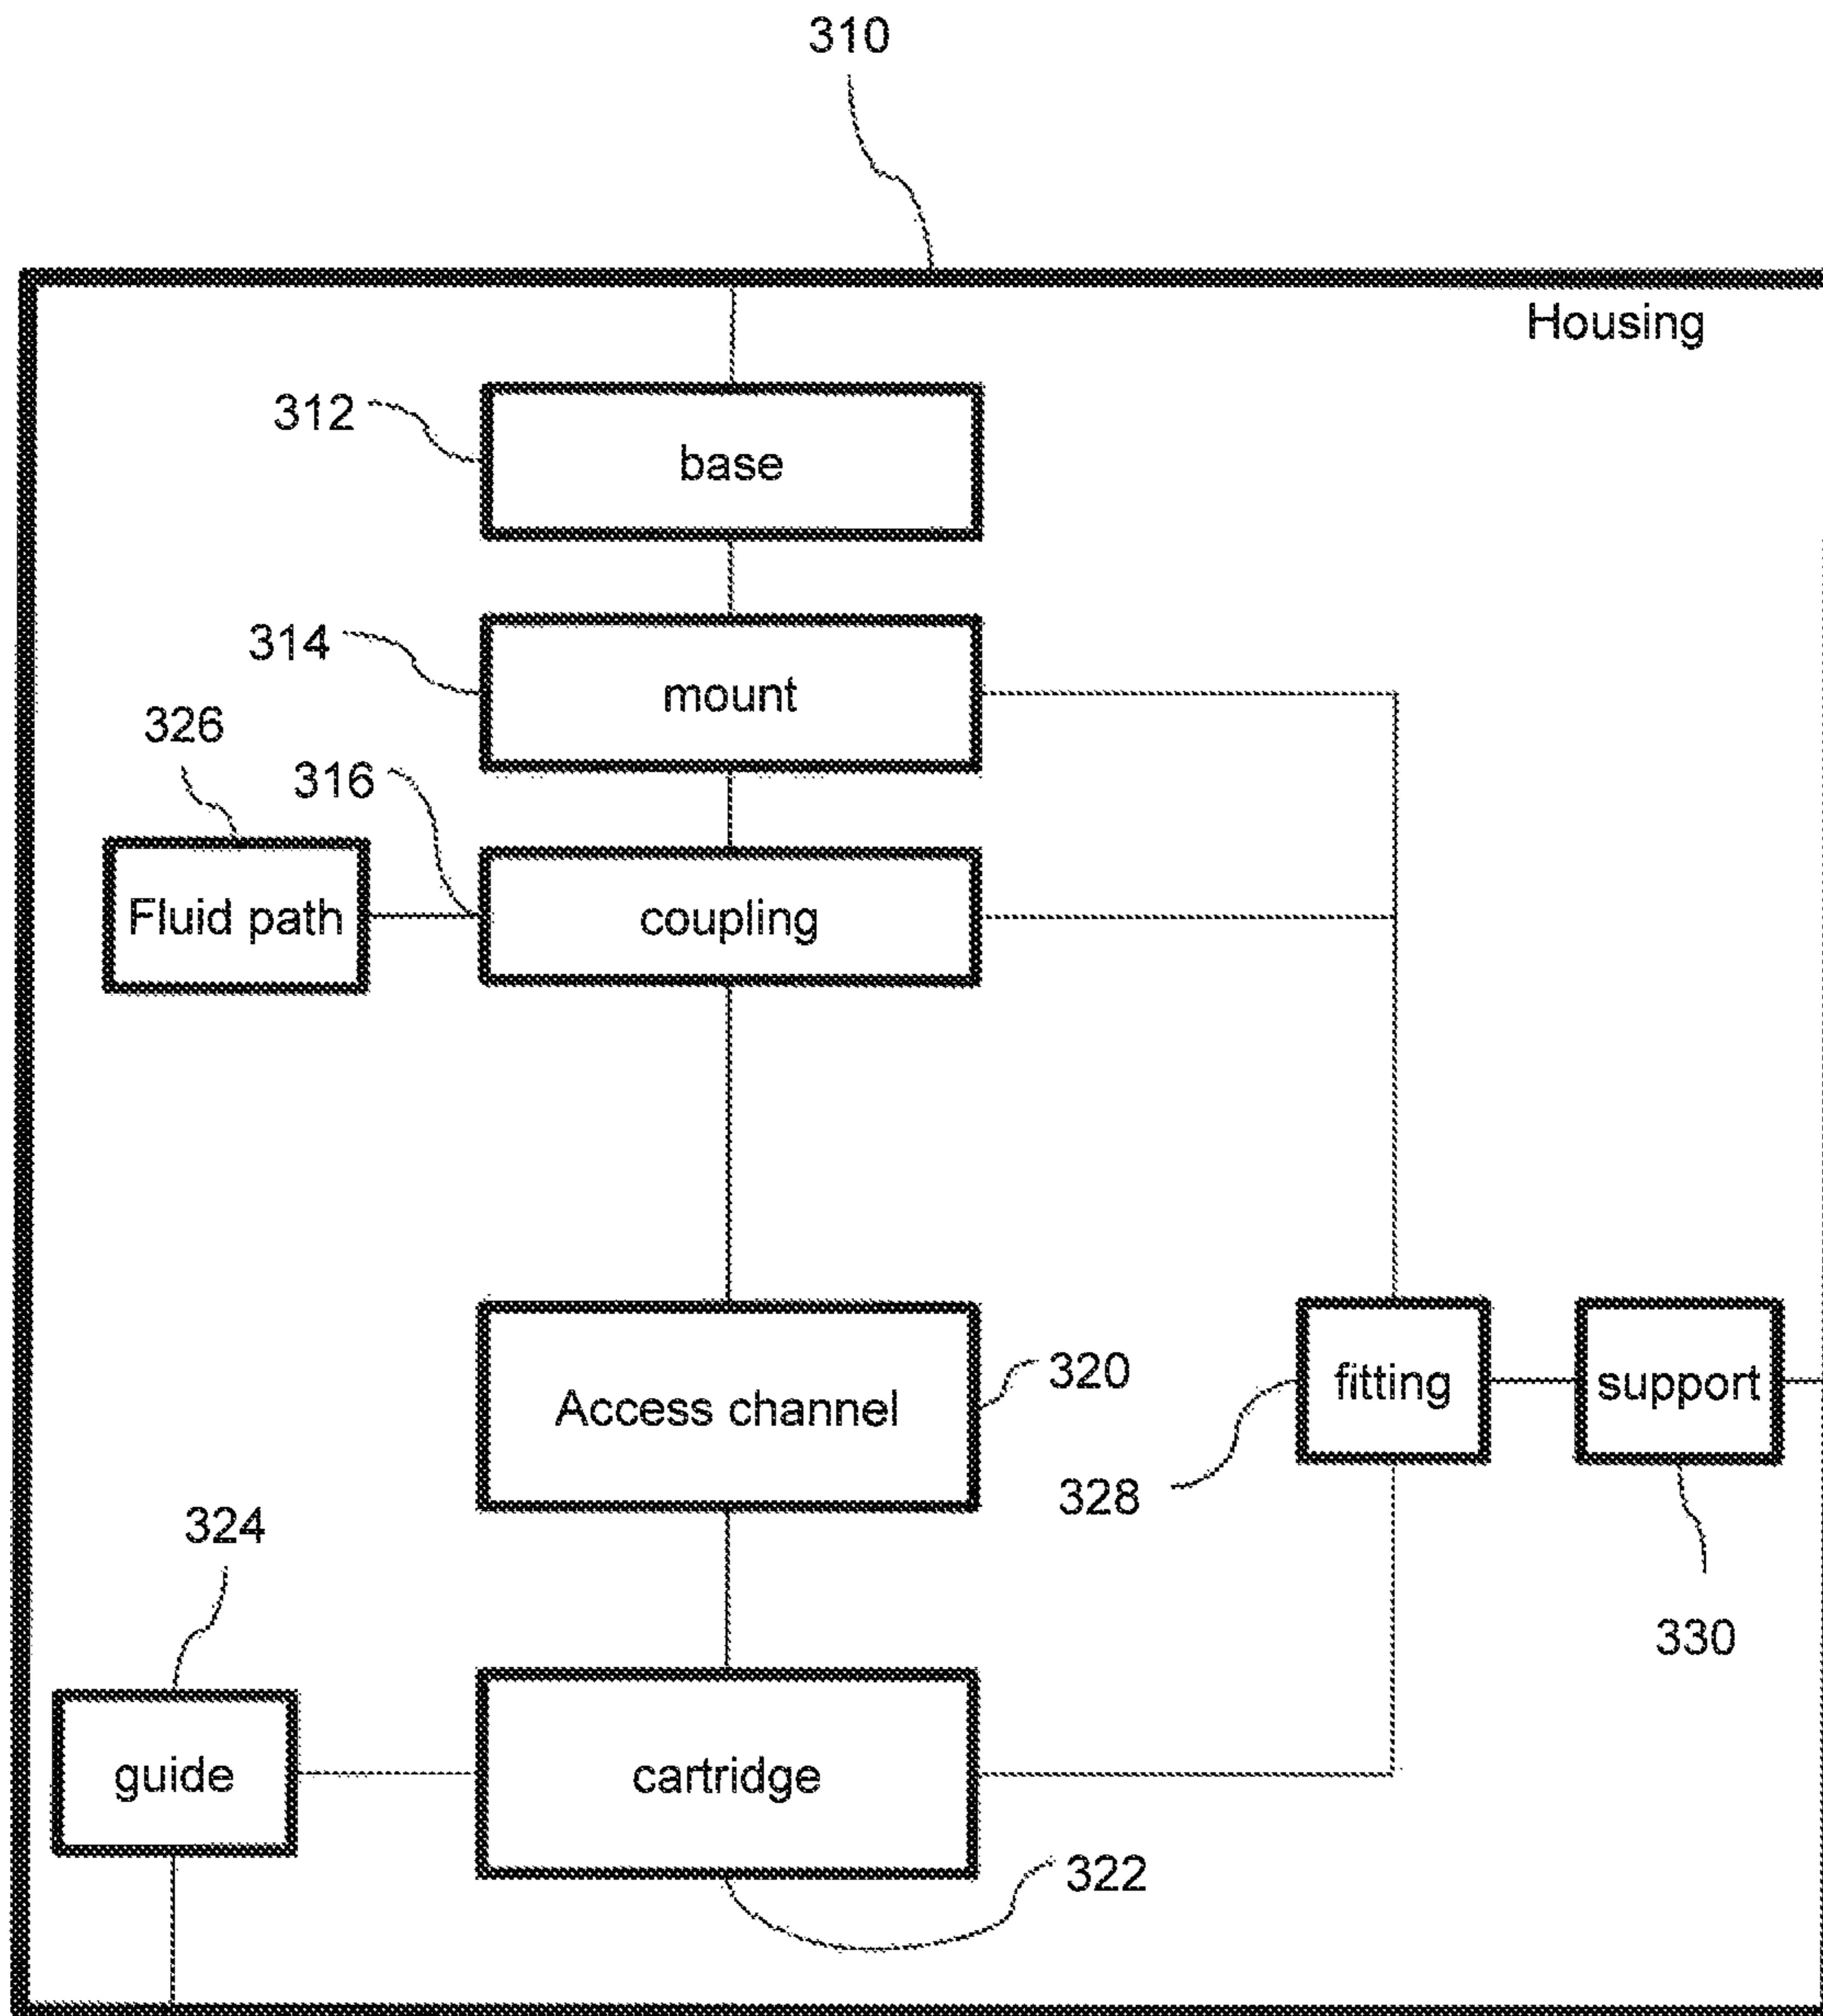 310
Housing
312
base
314
mount
326
316
Fluid path
coupling
320
Access channel
fitting
support
328
324
330
guide
cartridge
322